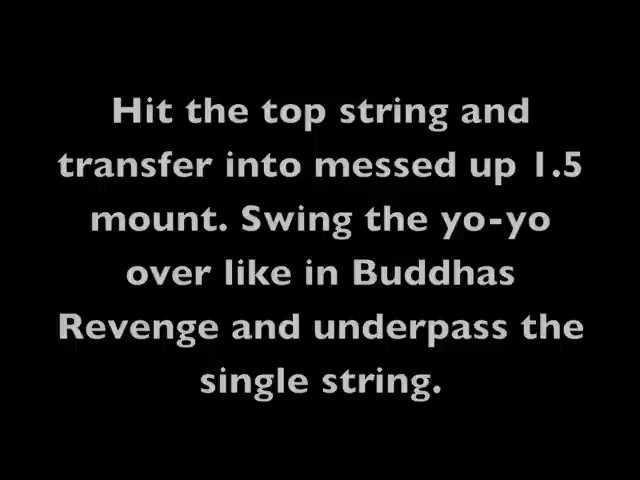 Hit the top string and
transfer into messed up 1.5
mount. Swing the yo-yo
over like in Buddhas
Revenge and underpass the
single string.